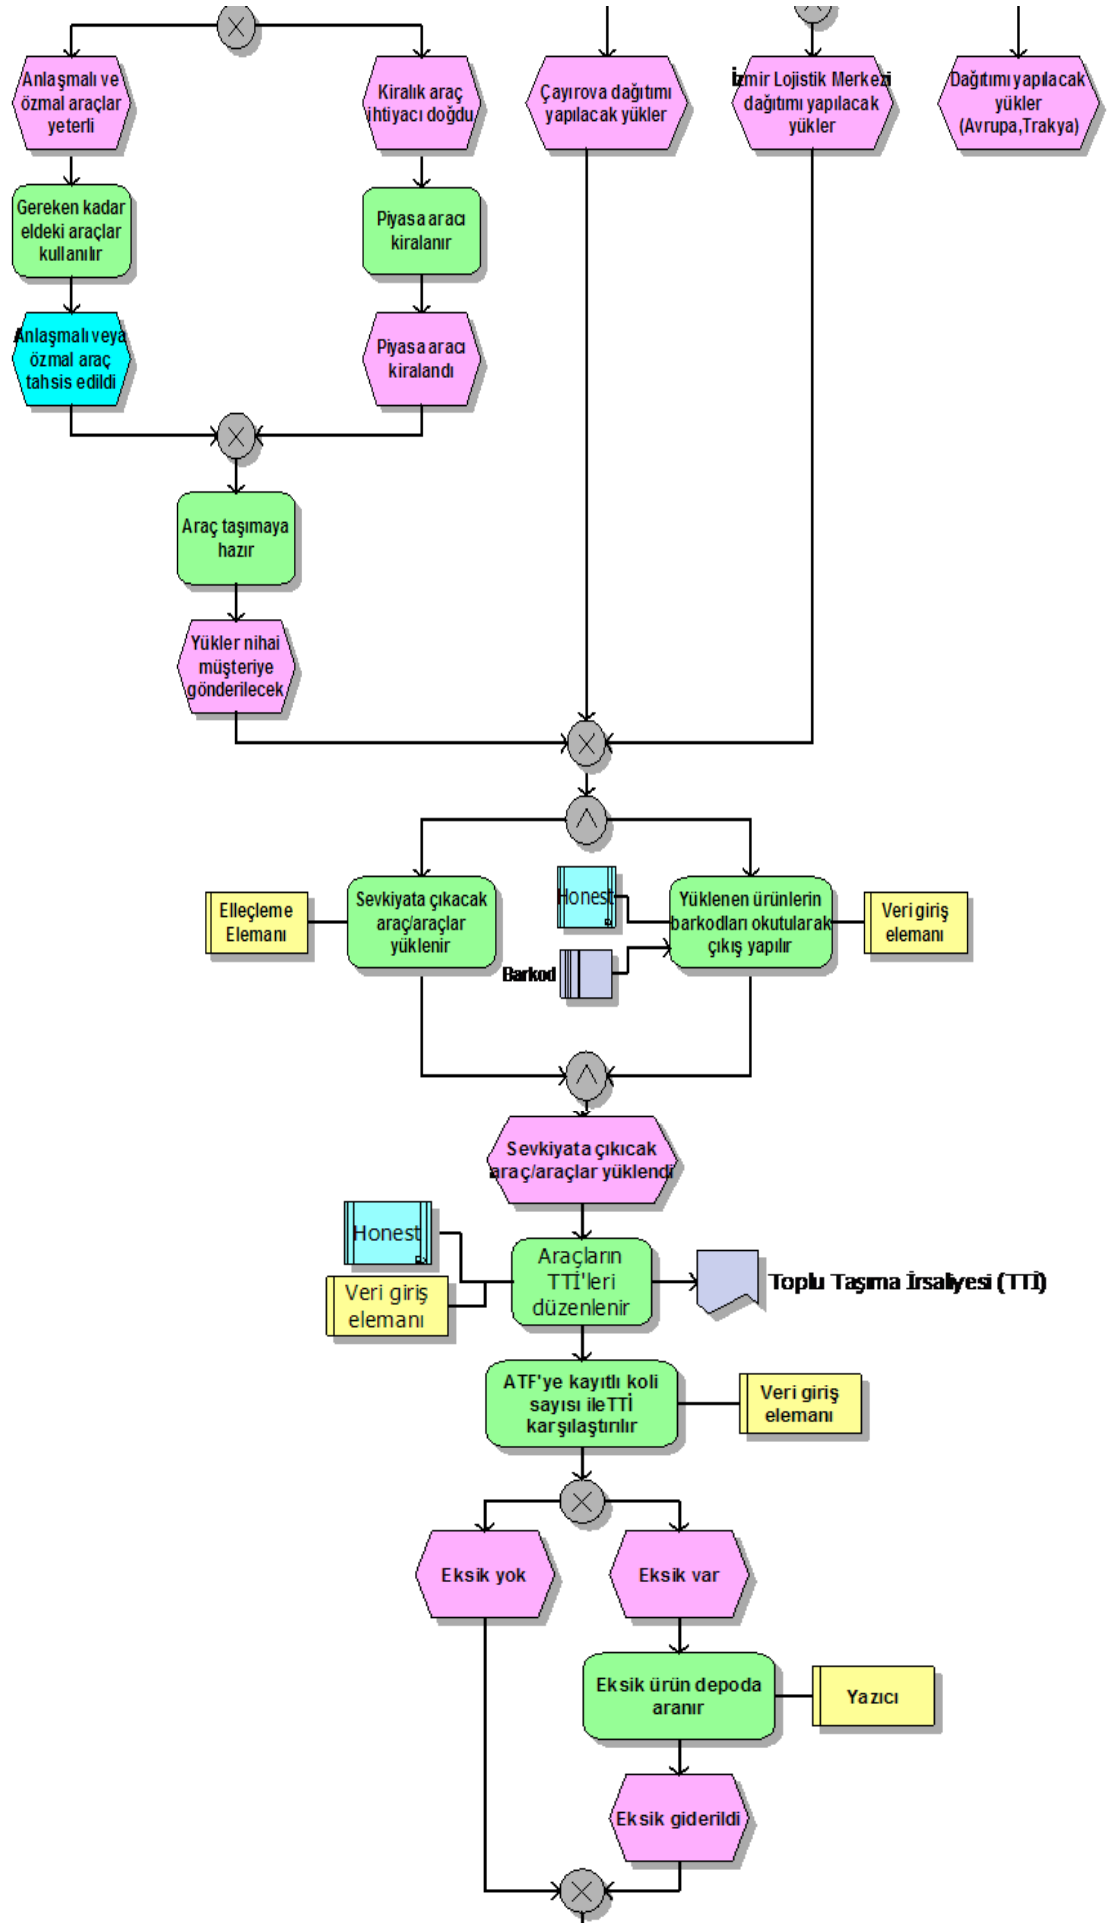 Anlaşmalı ve
özmal araçlar
yeterli
Kiralık araç
ihtiyacı doğdu
Çayırova dağıtımı
yapılacak yükler
İzmir Lojistik Merkezi
dağıtımı yapılacak
yükler
Dağıtımı yapılacak
yükler
(Avrupa,Trakya)
Gereken kadar
eldeki araçlar
kullanılır
Piyasa aracı
kiralanır
Anlaşmalı veya
özmal araç
tahsis edildi
Piyasa aracı
kiralandı
Araç taşımaya
hazır
Yükler nihai
müşteriye
gönderilecek
Elleçleme
Elemanı
Sevkiyata çıkacak
araç/araçlar
yüklenir
Honest
Barkod
Yüklenen ürünlerin
barkodları okutularak
çıkış yapılır
Veri giriş
elemanı
Sevkiyata çıkıcak
araç/araçlar yüklendi
Honest
Veri giriş
elemanı
Araçların
TTİ'leri
düzenlenir
Toplu Taşıma İrsaliyesi (TTİ)
ATF'ye kayıtlı koli
sayısı ile TTİ
karşılaştırılır
Veri giriş
elemanı
Eksik yok
Eksik var
Eksik ürün depoda
aranır
Yazıcı
Eksik giderildi